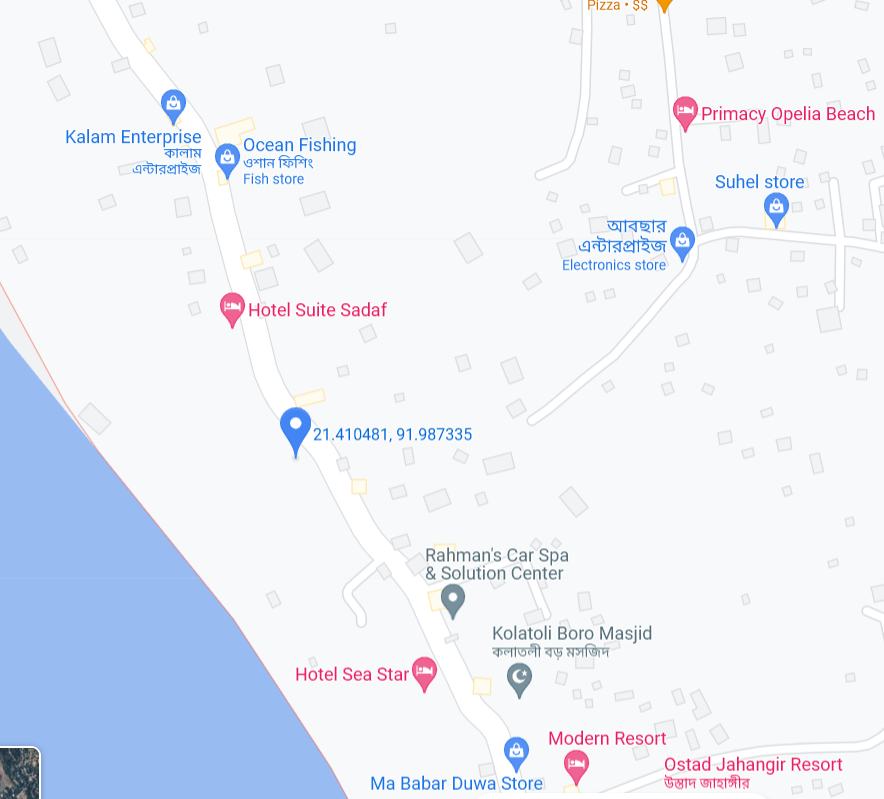 Pizza • $$
Primacy Opelia Beach
Kalam Enterprise
কালাম
এন্টারপ্রাইজ
Ocean Fishing
ওশান ফিশিং
Fish store
Suhel store
আবছার
এন্টারপ্রাইজ
Electronics store
Hotel Suite Sadaf
21.410481, 91.987335
Rahman's Car Spa
& Solution Center
Kolatoli Boro Masjid
কলাতলী বড় মসজিদ
Hotel Sea Star
Modern Resort
Ostad Jahangir Resort
উস্তাদ জাহাঙ্গীর
Ma Babar Duwa Store